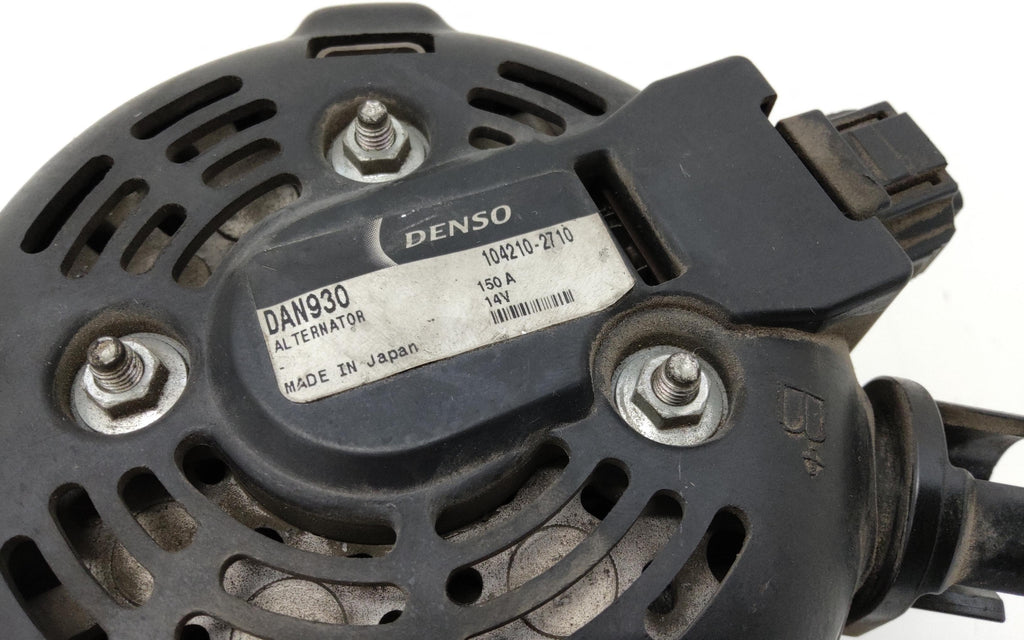 DENSO
DAN930 104210-2710
ALTERNATOR 150 A
14V
MADE IN Japan
B+